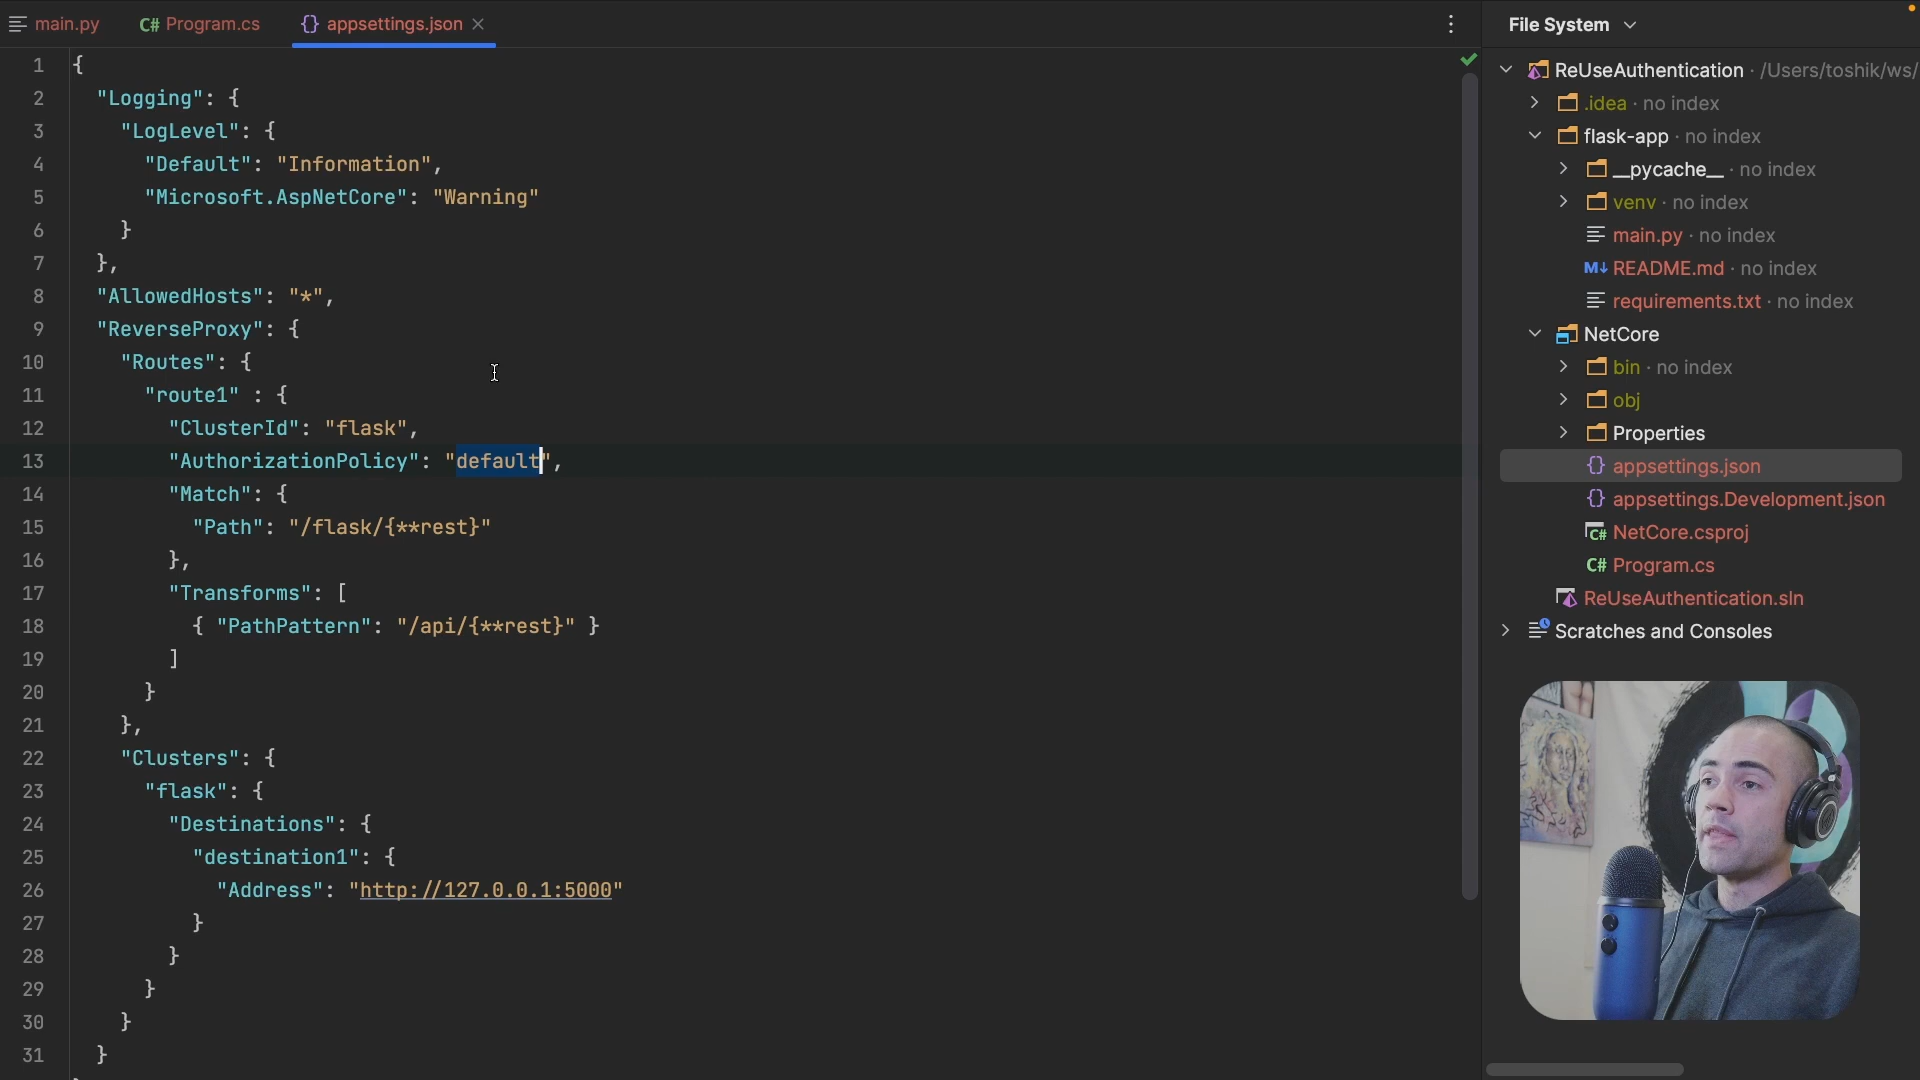 main.py
C# Program.cs
{} appsettings.json
1 {
2 "Logging": {
3 "LogLevel": {
4 "Default": "Information",
5 "Microsoft.AspNetCore": "Warning"
6 }
7 },
8 "AllowedHosts": "*",
9 "ReverseProxy": {
10 "Routes": {
11 "route1" : {
12 "ClusterId": "flask",
13 "AuthorizationPolicy": "default",
14 "Match": {
15 "Path": "/flask/{**rest}"
16 },
17 "Transforms": [
18 { "PathPattern": "/api/{**rest}" }
19 ]
20 }
21 },
22 "Clusters": {
23 "flask": {
24 "Destinations": {
25 "destination1": {
26 "Address": "http://127.0.0.1:5000"
27 }
28 }
29 }
30 }
31 }
File System
ReUseAuthentication · /Users/toshik/ws/
.idea · no index
flask-app · no index
__pycache__ · no index
venv · no index
main.py · no index
M↓ README.md · no index
requirements.txt · no index
NetCore
bin · no index
obj
Properties
{} appsettings.json
{} appsettings.Development.json
C# NetCore.csproj
C# Program.cs
ReUseAuthentication.sln
Scratches and Consoles